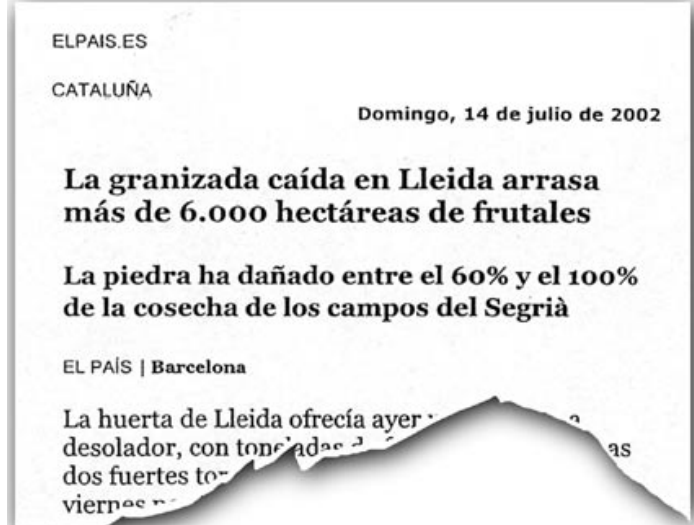 ELPAIS.ES
CATALUÑA
Domingo, 14 de julio de 2002
La granizada caída en Lleida arrasa
más de 6.000 hectáreas de frutales
La piedra ha dañado entre el 60% y el 100%
de la cosecha de los campos del Segrià
EL PAÍS | Barcelona
La huerta de Lleida ofrecía ayer
desolador, con toneladas
dos fuertes
viernes